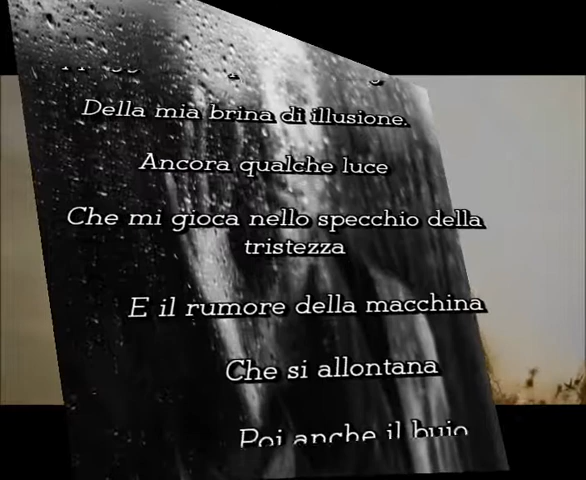 Della mia brina di illusione.
Ancora qualche luce
Che mi gioca nello specchio della
tristezza
E il rumore della macchina
Che si allontana
Poi anche il buio